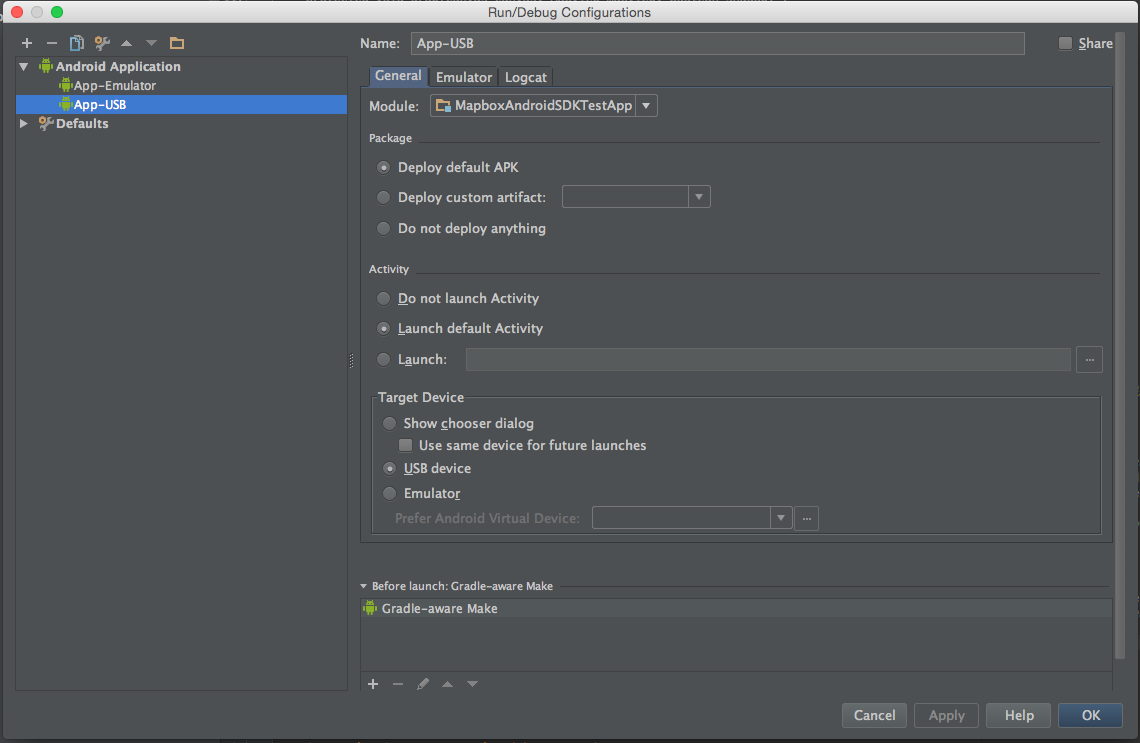 Run/Debug Configurations
Name: App-USB Share
Android Application
App-Emulator
App-USB
Defaults
General Emulator Logcat
Module: MapboxAndroidSDKTestApp
Package
Deploy default APK
Deploy custom artifact:
Do not deploy anything
Activity
Do not launch Activity
Launch default Activity
Launch: ...
Target Device
Show chooser dialog
Use same device for future launches
USB device
Emulator
Prefer Android Virtual Device: ...
Before launch: Gradle-aware Make
Gradle-aware Make
Cancel Apply Help OK